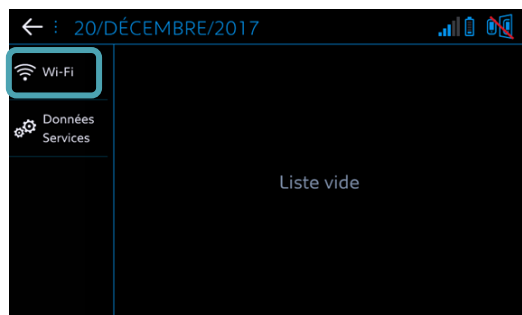 20/DÉCEMBRE/2017
Wi-Fi
Données
Services
Liste vide